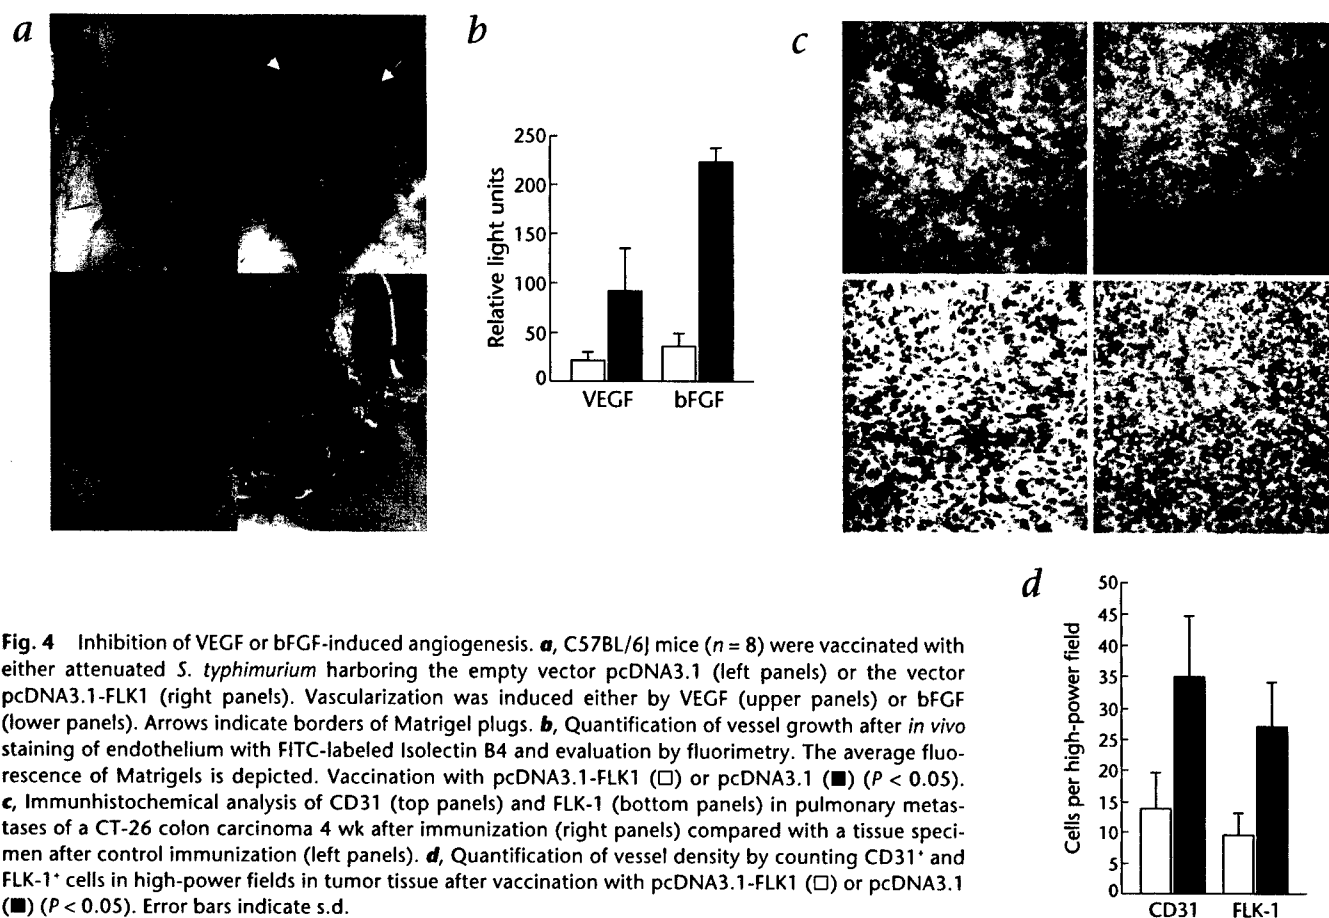 a
b
c
250
200
150
100
50
0
Relative light units
VEGF bFGF
d
50
45
40
35
30
25
20
15
10
5
0
Cells per high-power field
CD31 FLK-1
Fig. 4 Inhibition of VEGF or bFGF-induced angiogenesis. a, C57BL/6J mice (n = 8) were vaccinated with
either attenuated S. typhimurium harboring the empty vector pcDNA3.1 (left panels) or the vector
pcDNA3.1-FLK1 (right panels). Vascularization was induced either by VEGF (upper panels) or bFGF
(lower panels). Arrows indicate borders of Matrigel plugs. b, Quantification of vessel growth after in vivo
staining of endothelium with FITC-labeled Isolectin B4 and evaluation by fluorimetry. The average fluo-
rescence of Matrigels is depicted. Vaccination with pcDNA3.1-FLK1 (□) or pcDNA3.1 (■) (P < 0.05).
c, Immunhistochemical analysis of CD31 (top panels) and FLK-1 (bottom panels) in pulmonary metas-
tases of a CT-26 colon carcinoma 4 wk after immunization (right panels) compared with a tissue speci-
men after control immunization (left panels). d, Quantification of vessel density by counting CD31⁺ and
FLK-1⁺ cells in high-power fields in tumor tissue after vaccination with pcDNA3.1-FLK1 (□) or pcDNA3.1
(■) (P < 0.05). Error bars indicate s.d.